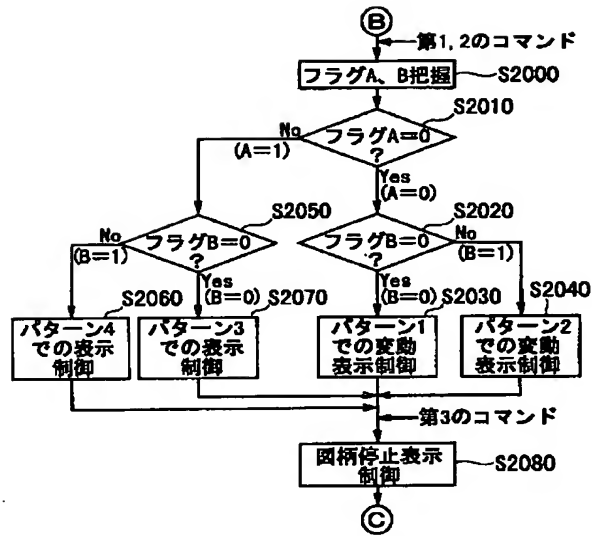 B
第1,2のコマンド
フラグA、B把握
S2000
S2010
フラグA=0
?
No
(A=1)
Yes
(A=0)
S2050
フラグB=0
?
No
(B=1)
Yes
(B=0)
S2020
フラグB=0
?
No
(B=1)
Yes
(B=0)
S2060
パターン4
での表示
制御
S2070
パターン3
での表示
制御
S2030
パターン1
での変動
表示制御
S2040
パターン2
での変動
表示制御
第3のコマンド
図柄停止表示
制御
S2080
C